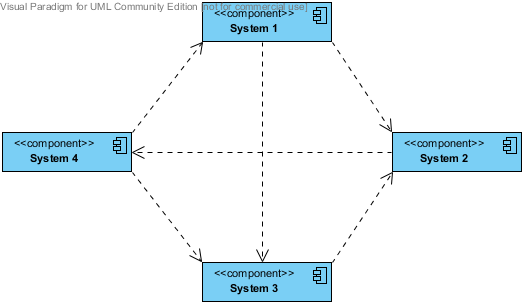 Visual Paradigm for UML Community Edition [not for commercial use]
<<component>>
System 1
<<component>>
System 4
<<component>>
System 2
<<component>>
System 3